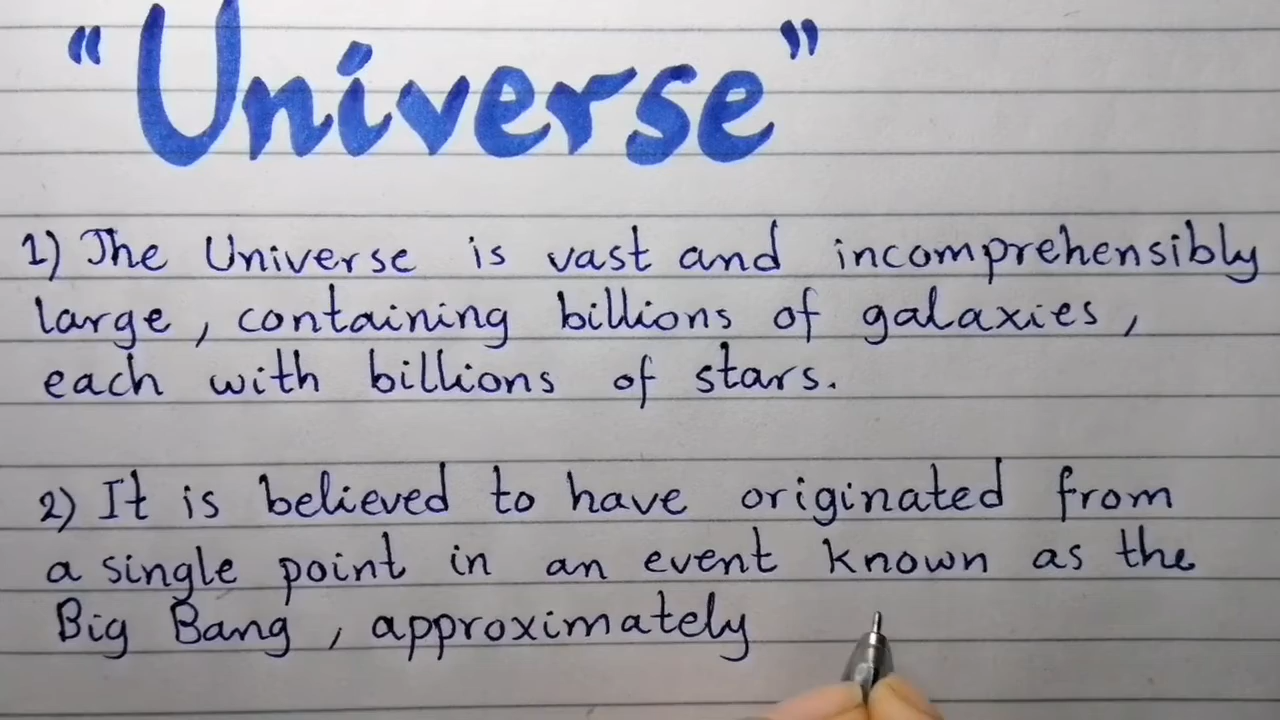 "Universe"
1) The Universe is vast and incomprehensibly
large, containing billions of galaxies,
each with billions of stars.
2) It is believed to have originated from
a single point in an event known as the
Big Bang, approximately